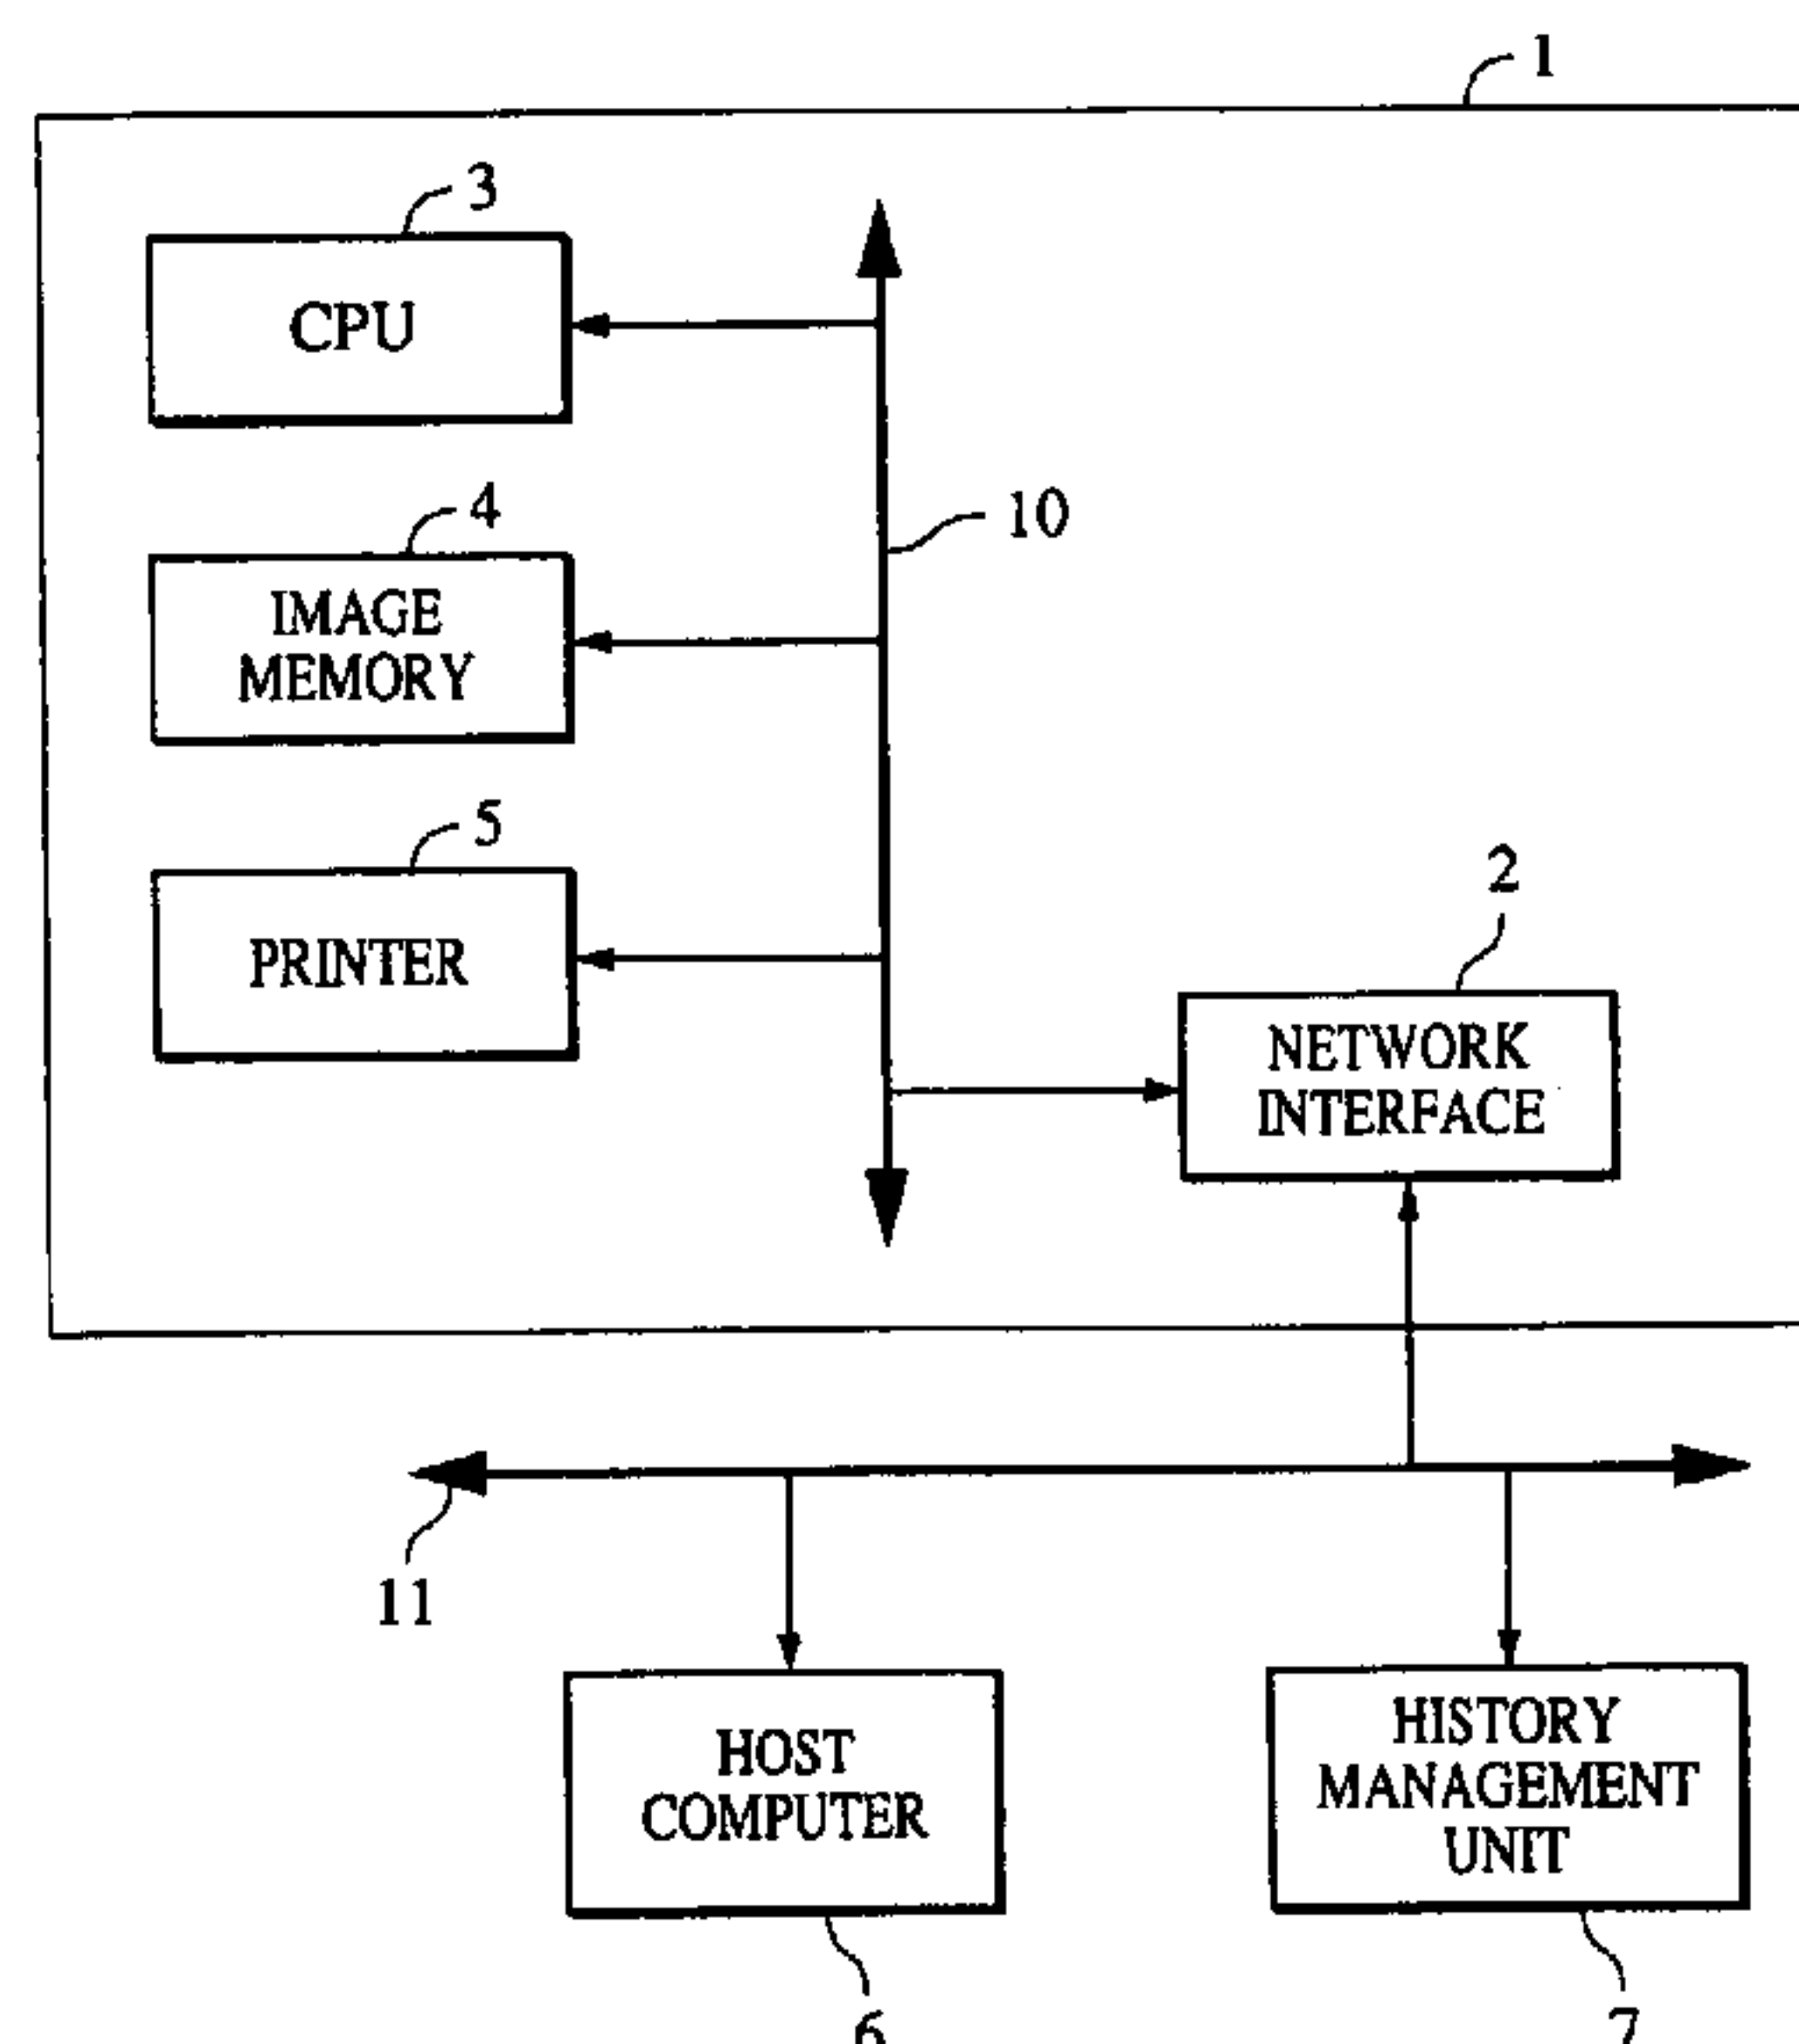 1
3
CPU
4
IMAGE
MEMORY
10
5
PRINTER
2
NETWORK
INTERFACE
11
HOST
COMPUTER
HISTORY
MANAGEMENT
UNIT
6
7